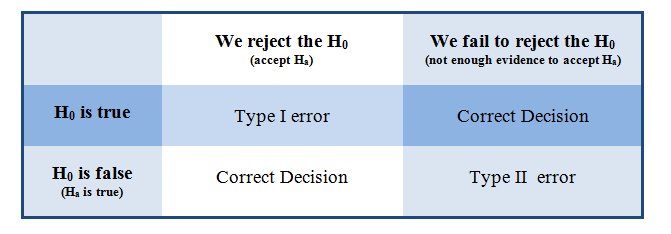 We reject the H₀ We fail to reject the H₀
(accept Hₐ) (not enough evidence to accept Hₐ)
H₀ is true Type I error Correct Decision
H₀ is false Correct Decision Type II error
(Hₐ is true)